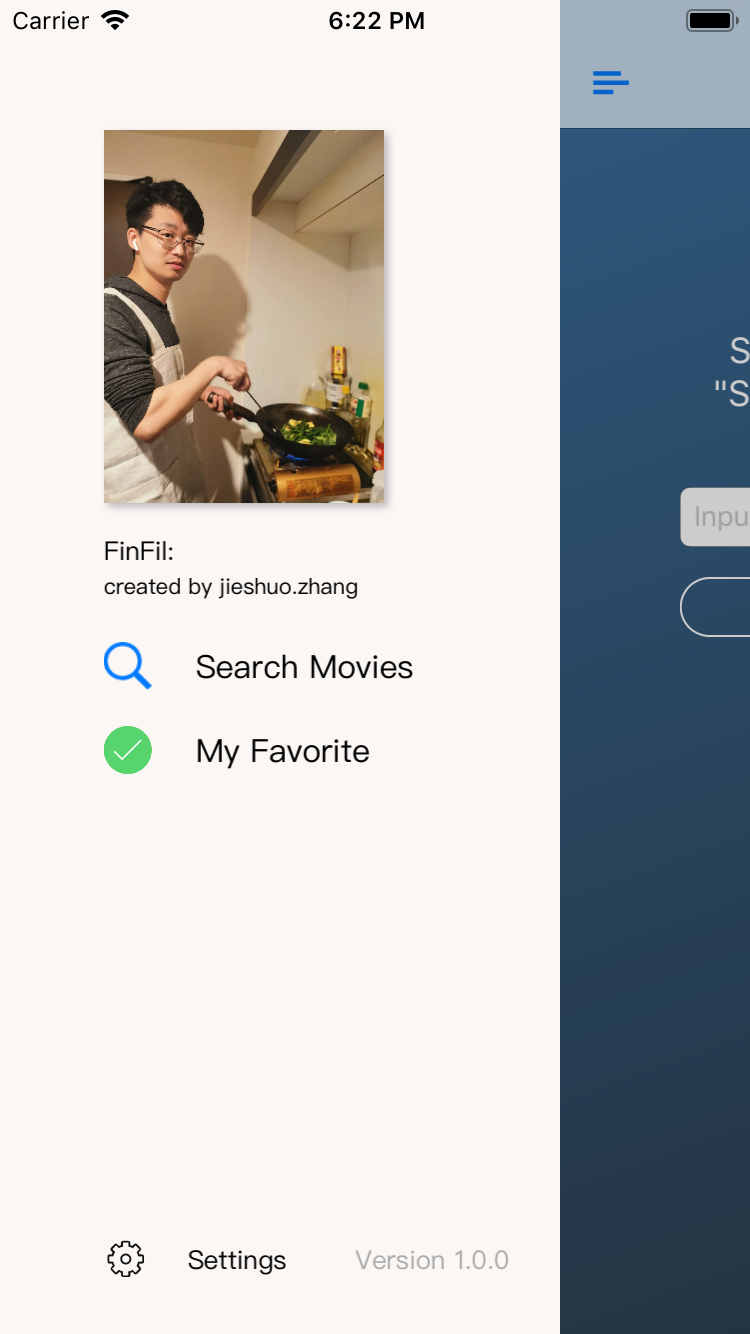 Carrier 6:22 PM
S
"S
Inpu
FinFil:
created by jieshuo.zhang
Search Movies
My Favorite
Settings Version 1.0.0